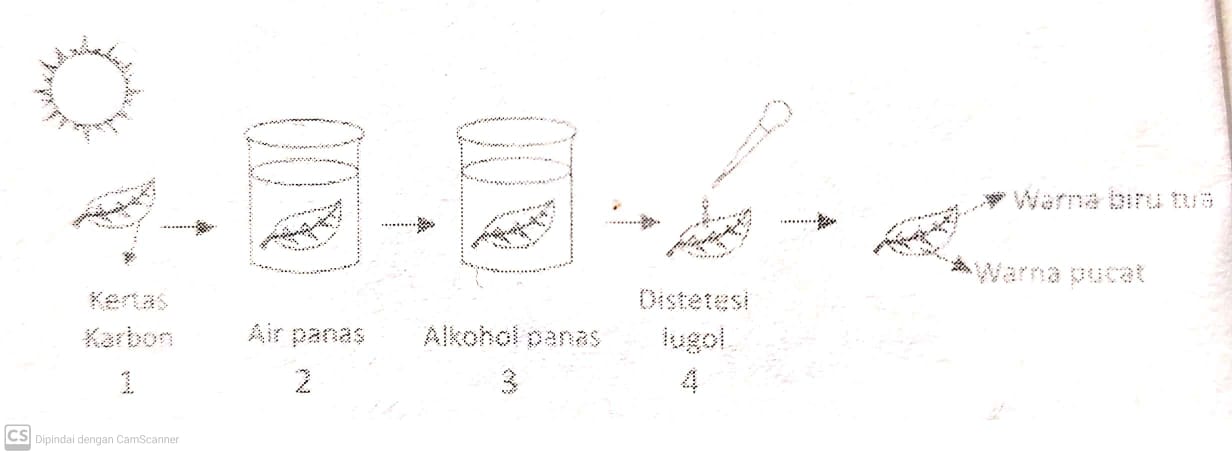 Warna biru tua
Warna pucat
Kertas
Karbon
1
Air panas
2
Alkohol panas
3
Distetesi
lugol
4
CS Dipindai dengan CamScanner